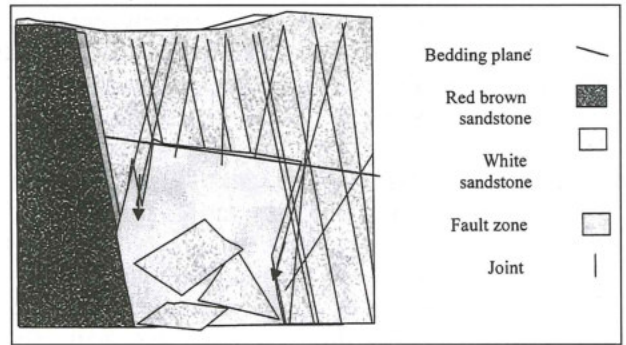 Bedding plane
Red brown
sandstone
White
sandstone
Fault zone
Joint